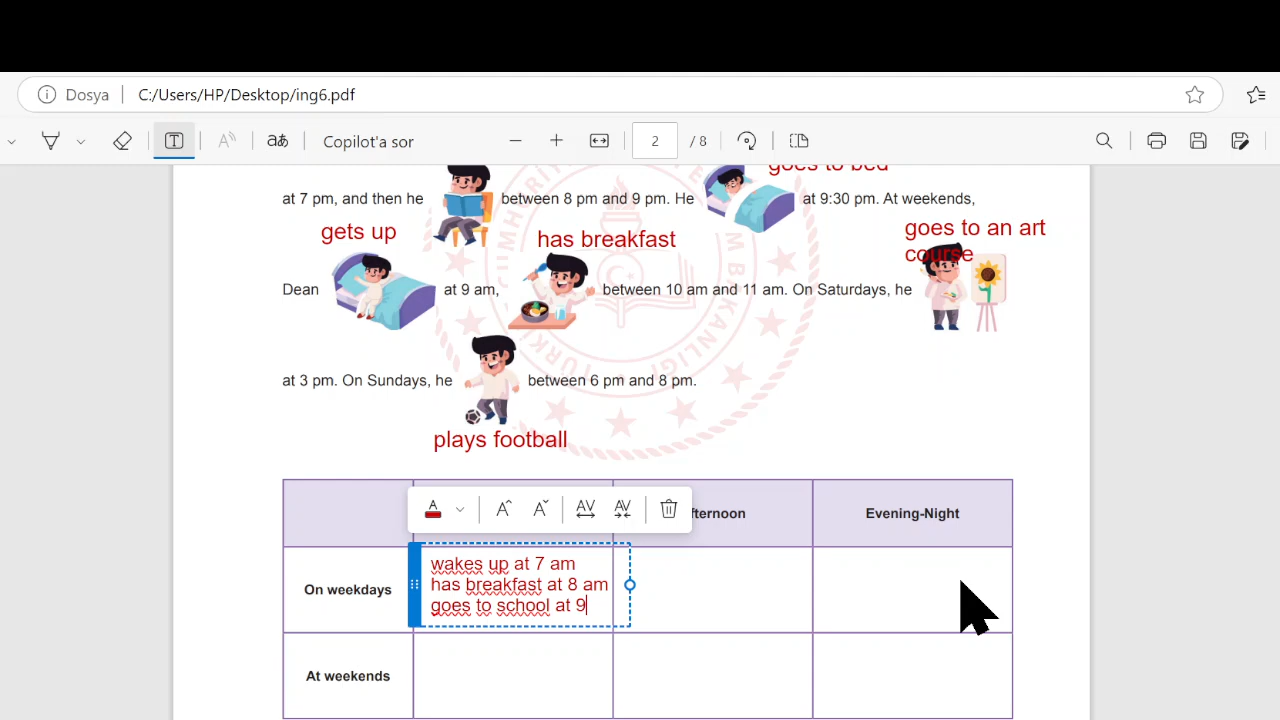 Dosya
C:/Users/HP/Desktop/ing6.pdf
aあ
Copilot'a sor
2 / 8
goes to bed
at 7 pm, and then he between 8 pm and 9 pm. He at 9:30 pm. At weekends,
gets up
has breakfast
goes to an art
course
Dean at 9 am, between 10 am and 11 am. On Saturdays, he
at 3 pm. On Sundays, he between 6 pm and 8 pm.
plays football
fternoon
Evening-Night
On weekdays
wakes up at 7 am
has breakfast at 8 am
goes to school at 9
At weekends